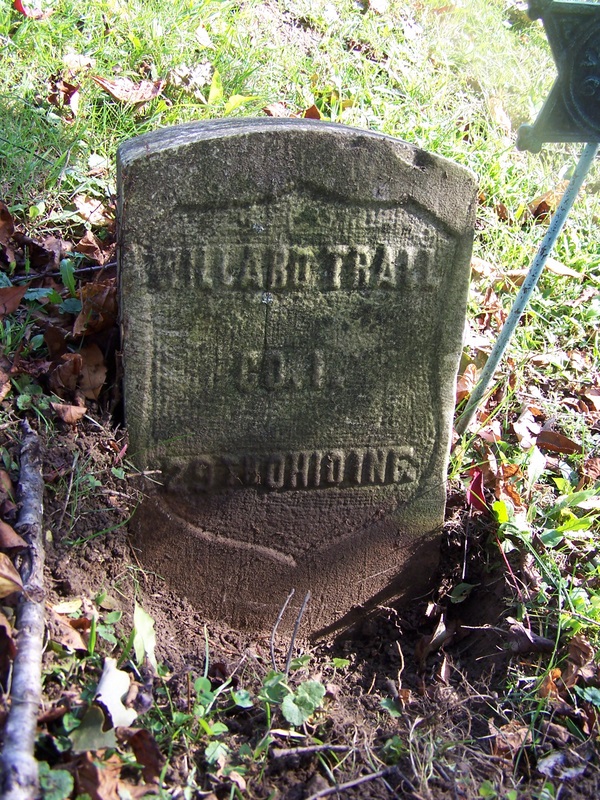 WILLARD TRALL
CO. I.
29TH OHIO INF.